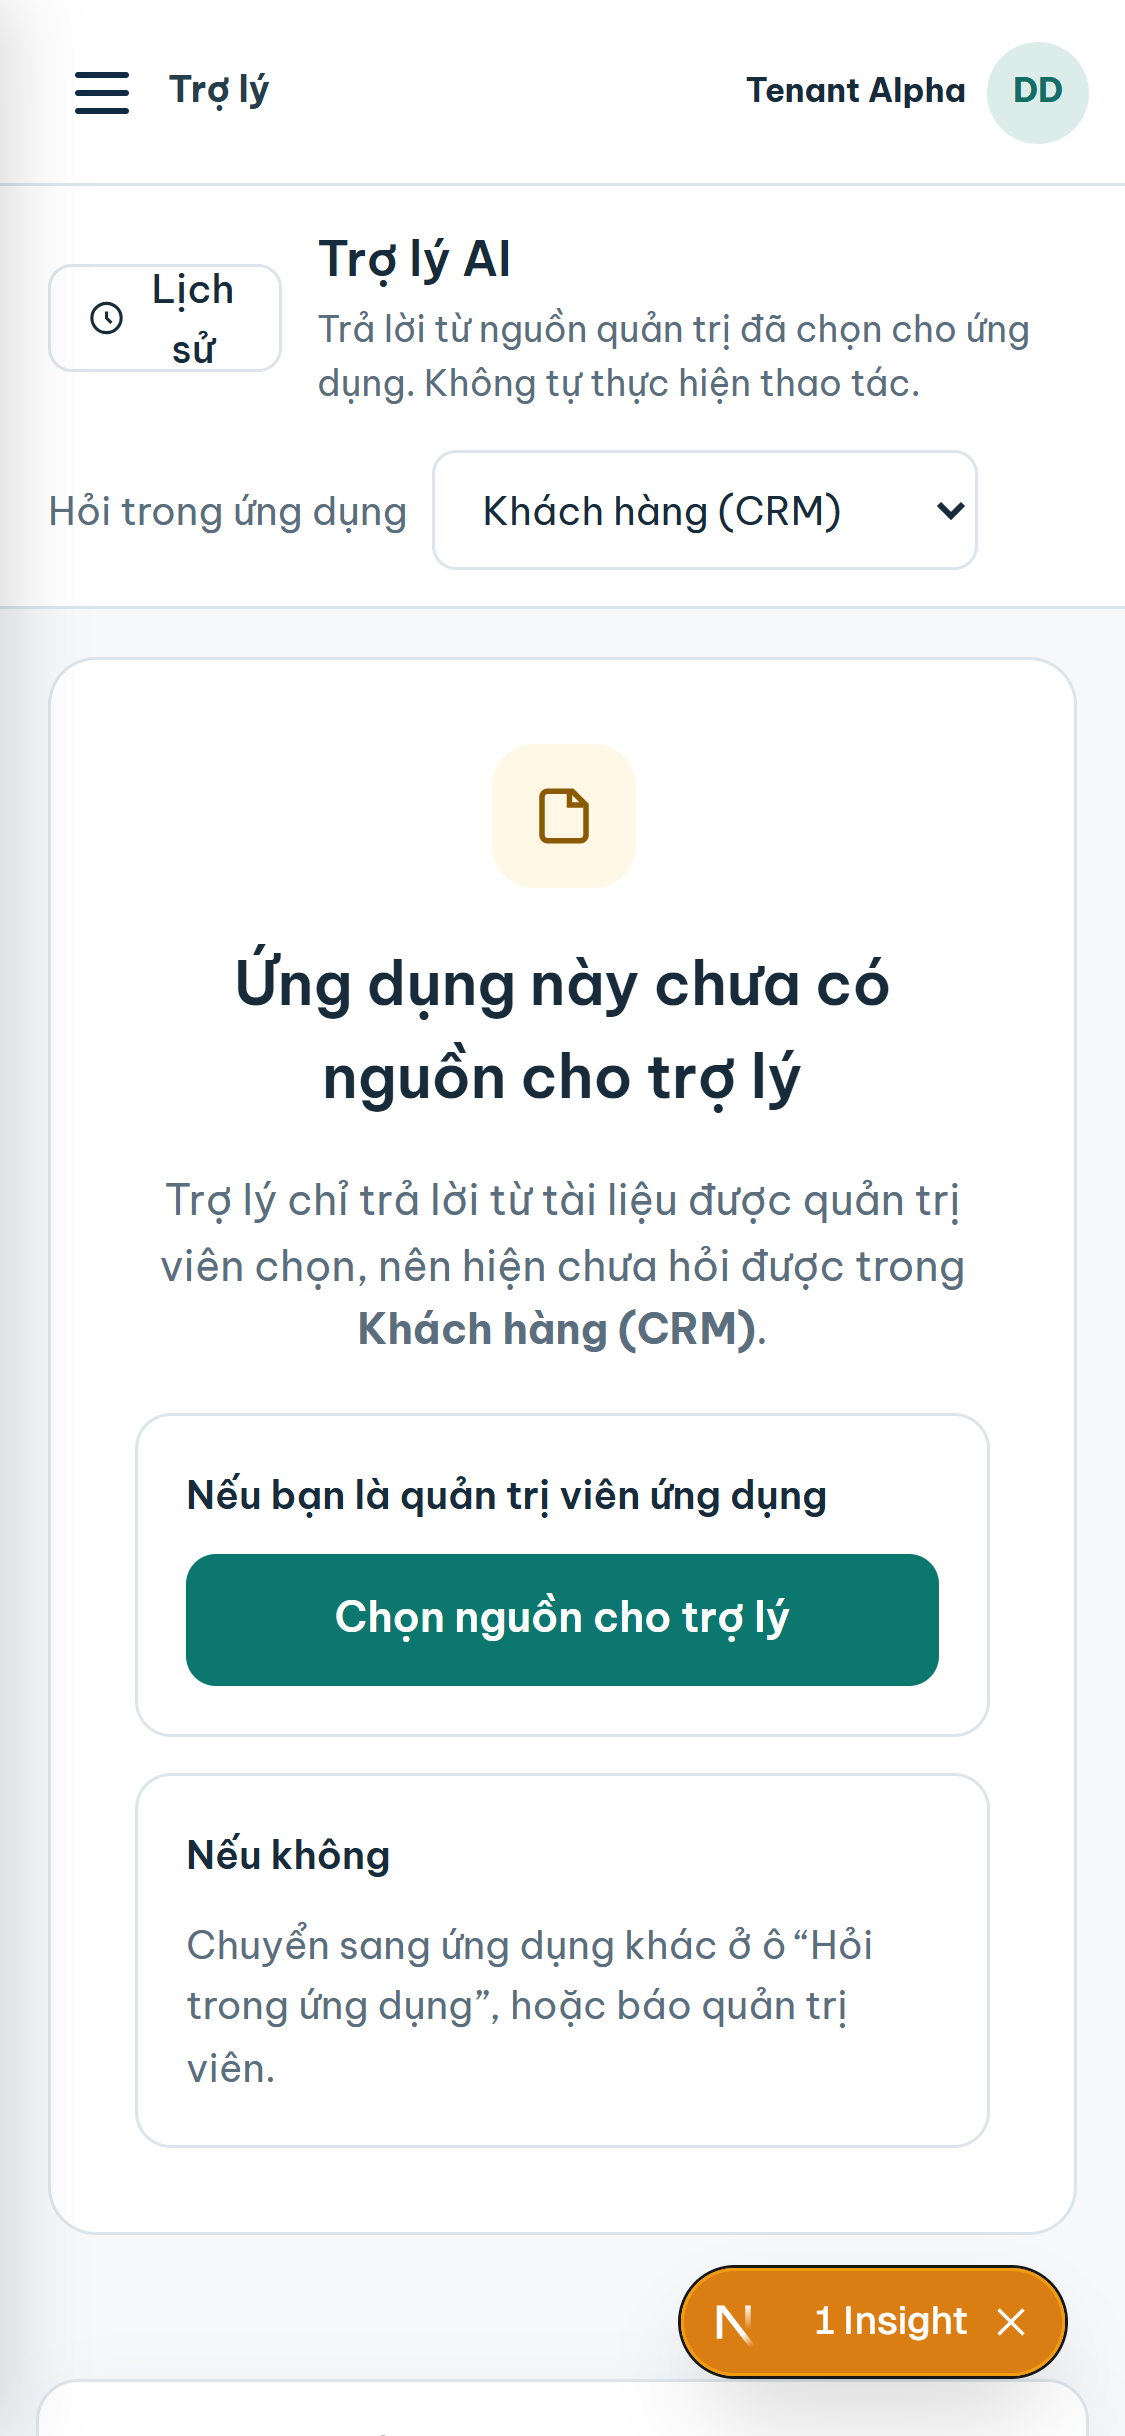 Trợ lý
Tenant Alpha
DD
Lịch
sử
Trợ lý AI
Trả lời từ nguồn quản trị đã chọn cho ứng
dụng. Không tự thực hiện thao tác.
Hỏi trong ứng dụng
Khách hàng (CRM)
Ứng dụng này chưa có
nguồn cho trợ lý
Trợ lý chỉ trả lời từ tài liệu được quản trị
viên chọn, nên hiện chưa hỏi được trong
Khách hàng (CRM).
Nếu bạn là quản trị viên ứng dụng
Chọn nguồn cho trợ lý
Nếu không
Chuyển sang ứng dụng khác ở ô “Hỏi
trong ứng dụng”, hoặc báo quản trị
viên.
1 Insight